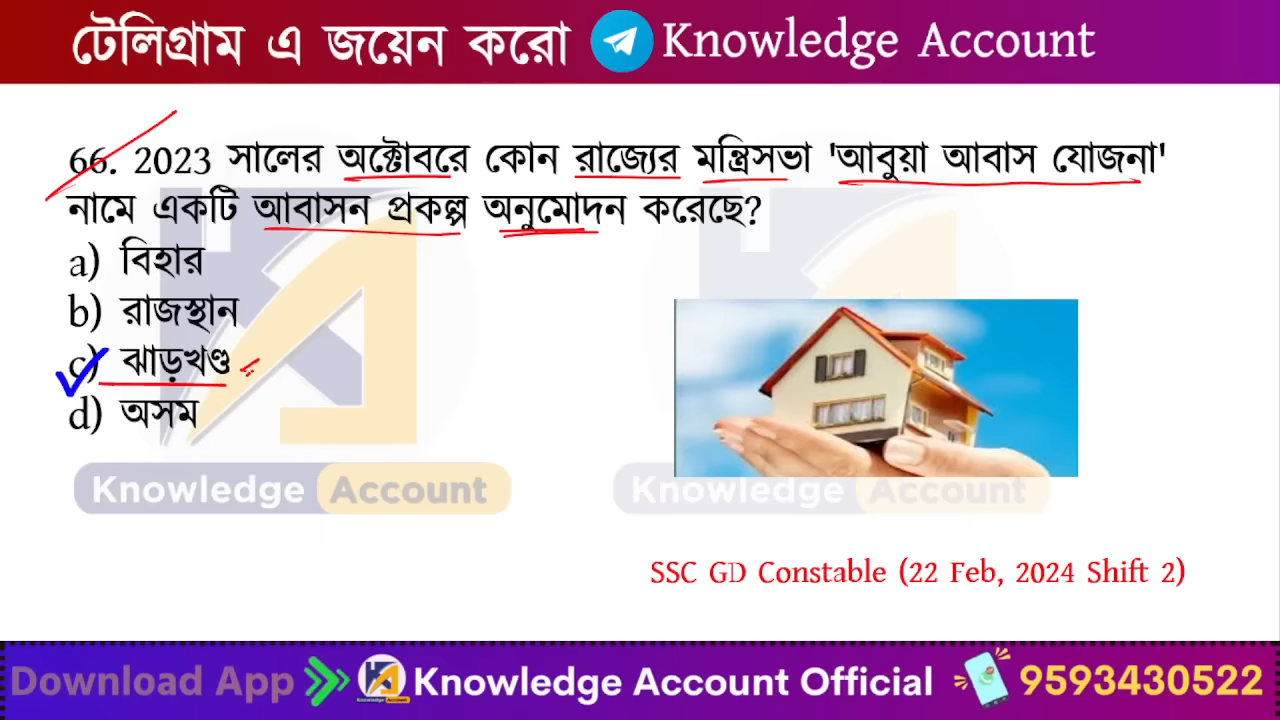 টেলিগ্রাম এ জয়েন করো Knowledge Account
66. 2023 সালের অক্টোবরে কোন রাজ্যের মন্ত্রিসভা 'আবুয়া আবাস যোজনা'
নামে একটি আবাসন প্রকল্প অনুমোদন করেছে?
a) বিহার
b) রাজস্থান
c) ঝাড়খণ্ড
d) অসম
Knowledge Account
Knowledge Account
SSC GD Constable (22 Feb, 2024 Shift 2)
Download App Knowledge Account Official 9593430522